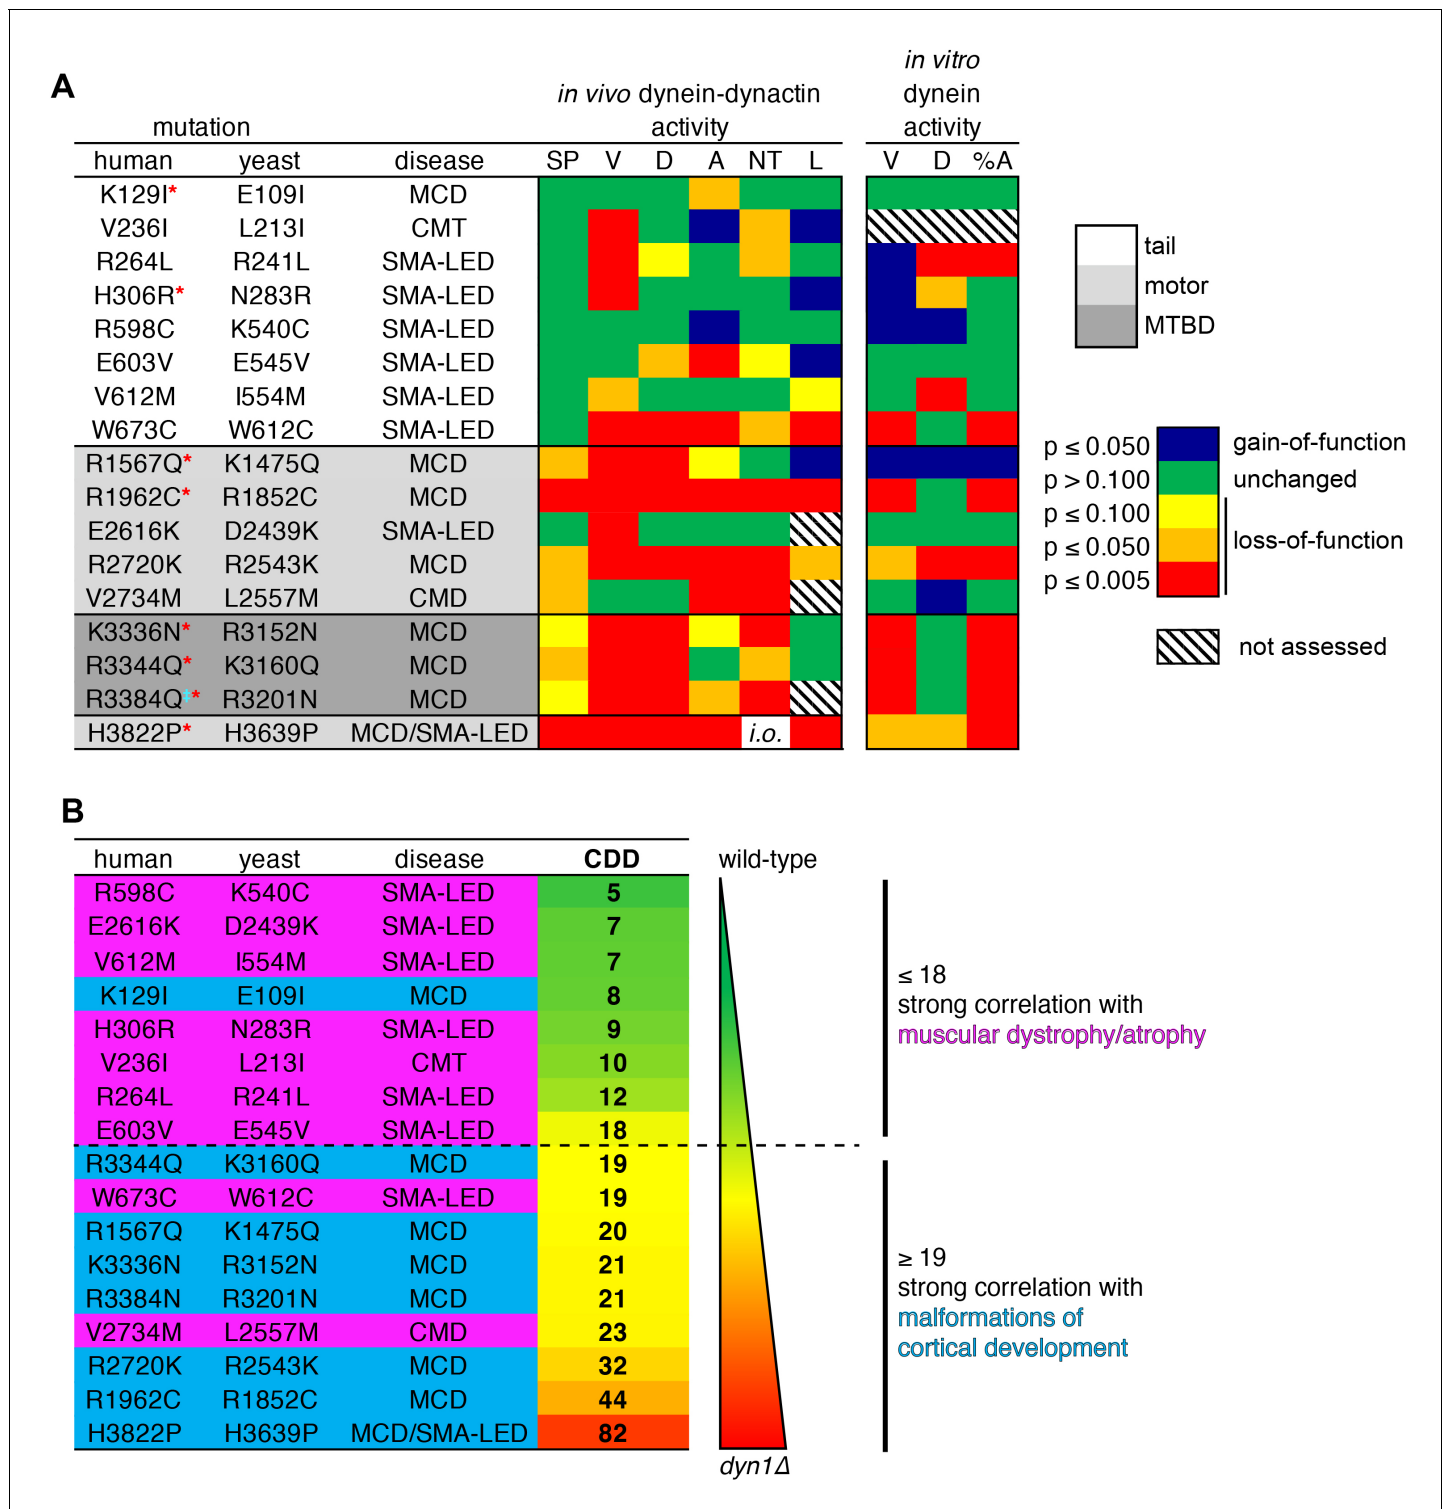 A
in vivo dynein-dynactin activity
in vitro dynein activity
mutation
human yeast disease SP V D A NT L V D %A
K129I* E109I MCD
V236I L213I CMT
R264L R241L SMA-LED
H306R* N283R SMA-LED
R598C K540C SMA-LED
E603V E545V SMA-LED
V612M I554M SMA-LED
W673C W612C SMA-LED
R1567Q* K1475Q MCD
R1962C* R1852C MCD
E2616K D2439K SMA-LED
R2720K R2543K MCD
V2734M L2557M CMD
K3336N* R3152N MCD
R3344Q* K3160Q MCD
R3384Q‡* R3201N MCD
H3822P* H3639P MCD/SMA-LED i.o.
tail
motor
MTBD
p ≤ 0.050 gain-of-function
p > 0.100 unchanged
p ≤ 0.100
p ≤ 0.050 loss-of-function
p ≤ 0.005
not assessed
B
human yeast disease CDD wild-type
R598C K540C SMA-LED 5
E2616K D2439K SMA-LED 7
V612M I554M SMA-LED 7
K129I E109I MCD 8
H306R N283R SMA-LED 9
V236I L213I CMT 10
R264L R241L SMA-LED 12
E603V E545V SMA-LED 18
R3344Q K3160Q MCD 19
W673C W612C SMA-LED 19
R1567Q K1475Q MCD 20
K3336N R3152N MCD 21
R3384N R3201N MCD 21
V2734M L2557M CMD 23
R2720K R2543K MCD 32
R1962C R1852C MCD 44
H3822P H3639P MCD/SMA-LED 82
dyn1Δ
≤ 18
strong correlation with
muscular dystrophy/atrophy
≥ 19
strong correlation with
malformations of
cortical development